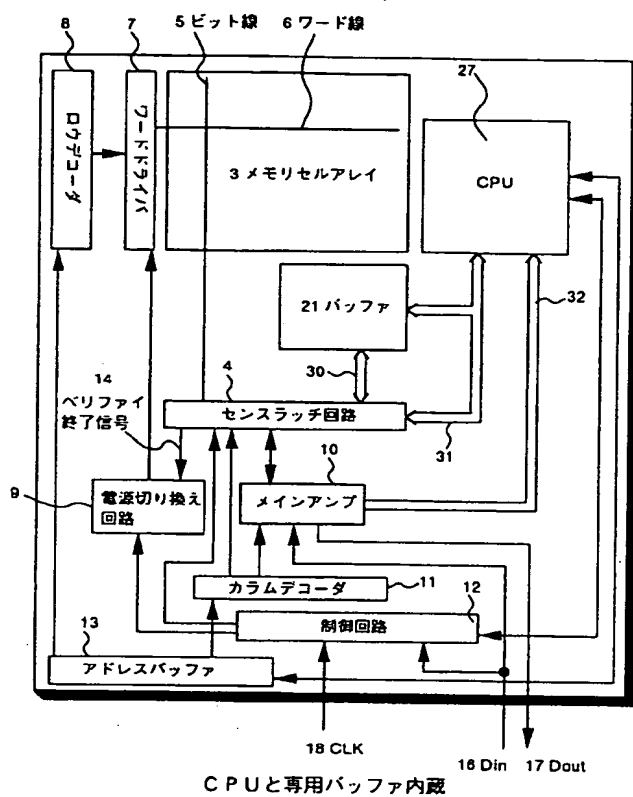 8
7
5 ビット線
6 ワード線
27
ロウデコーダ
ワードドライバ
3 メモリセルアレイ
CPU
21 バッファ
32
30
14
ベリファイ
終了信号
4
センスラッチ回路
31
9
電源切り換え
回路
10
メインアンプ
カラムデコーダ
11
12
制御回路
13
アドレスバッファ
18 CLK
16 Din
17 Dout
CPUと専用バッファ内蔵